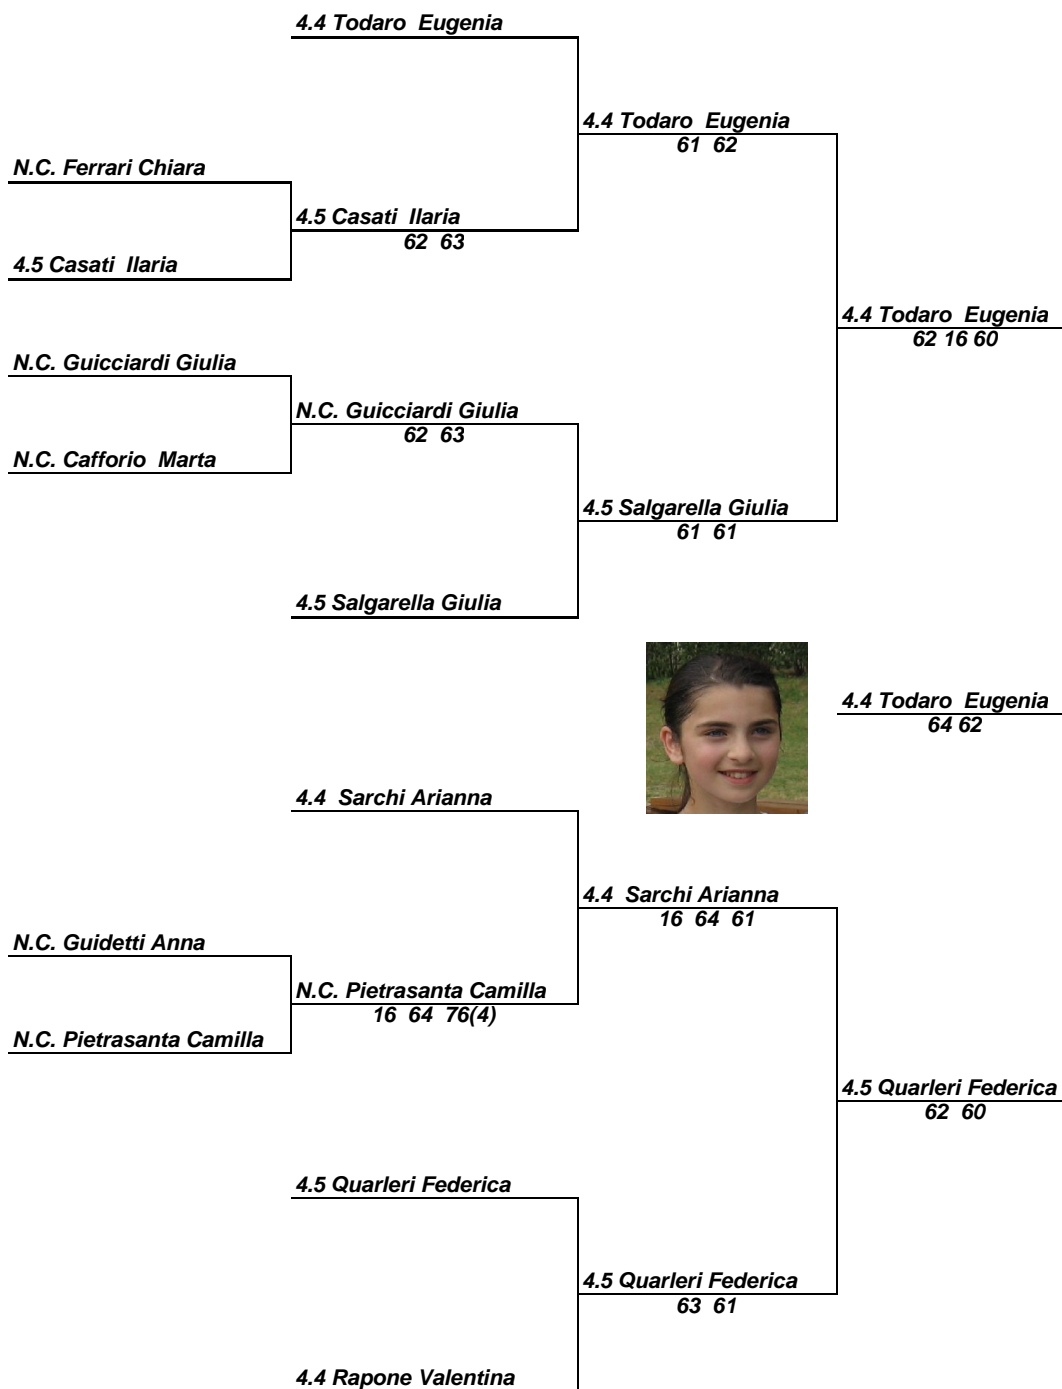 4.4 Todaro Eugenia
4.4 Todaro Eugenia
61 62
N.C. Ferrari Chiara
4.5 Casati Ilaria
62 63
4.5 Casati Ilaria
4.4 Todaro Eugenia
62 16 60
N.C. Guicciardi Giulia
N.C. Guicciardi Giulia
62 63
N.C. Cafforio Marta
4.5 Salgarella Giulia
61 61
4.5 Salgarella Giulia
4.4 Todaro Eugenia
64 62
4.4 Sarchi Arianna
4.4 Sarchi Arianna
16 64 61
N.C. Guidetti Anna
N.C. Pietrasanta Camilla
16 64 76(4)
N.C. Pietrasanta Camilla
4.5 Quarleri Federica
62 60
4.5 Quarleri Federica
4.5 Quarleri Federica
63 61
4.4 Rapone Valentina